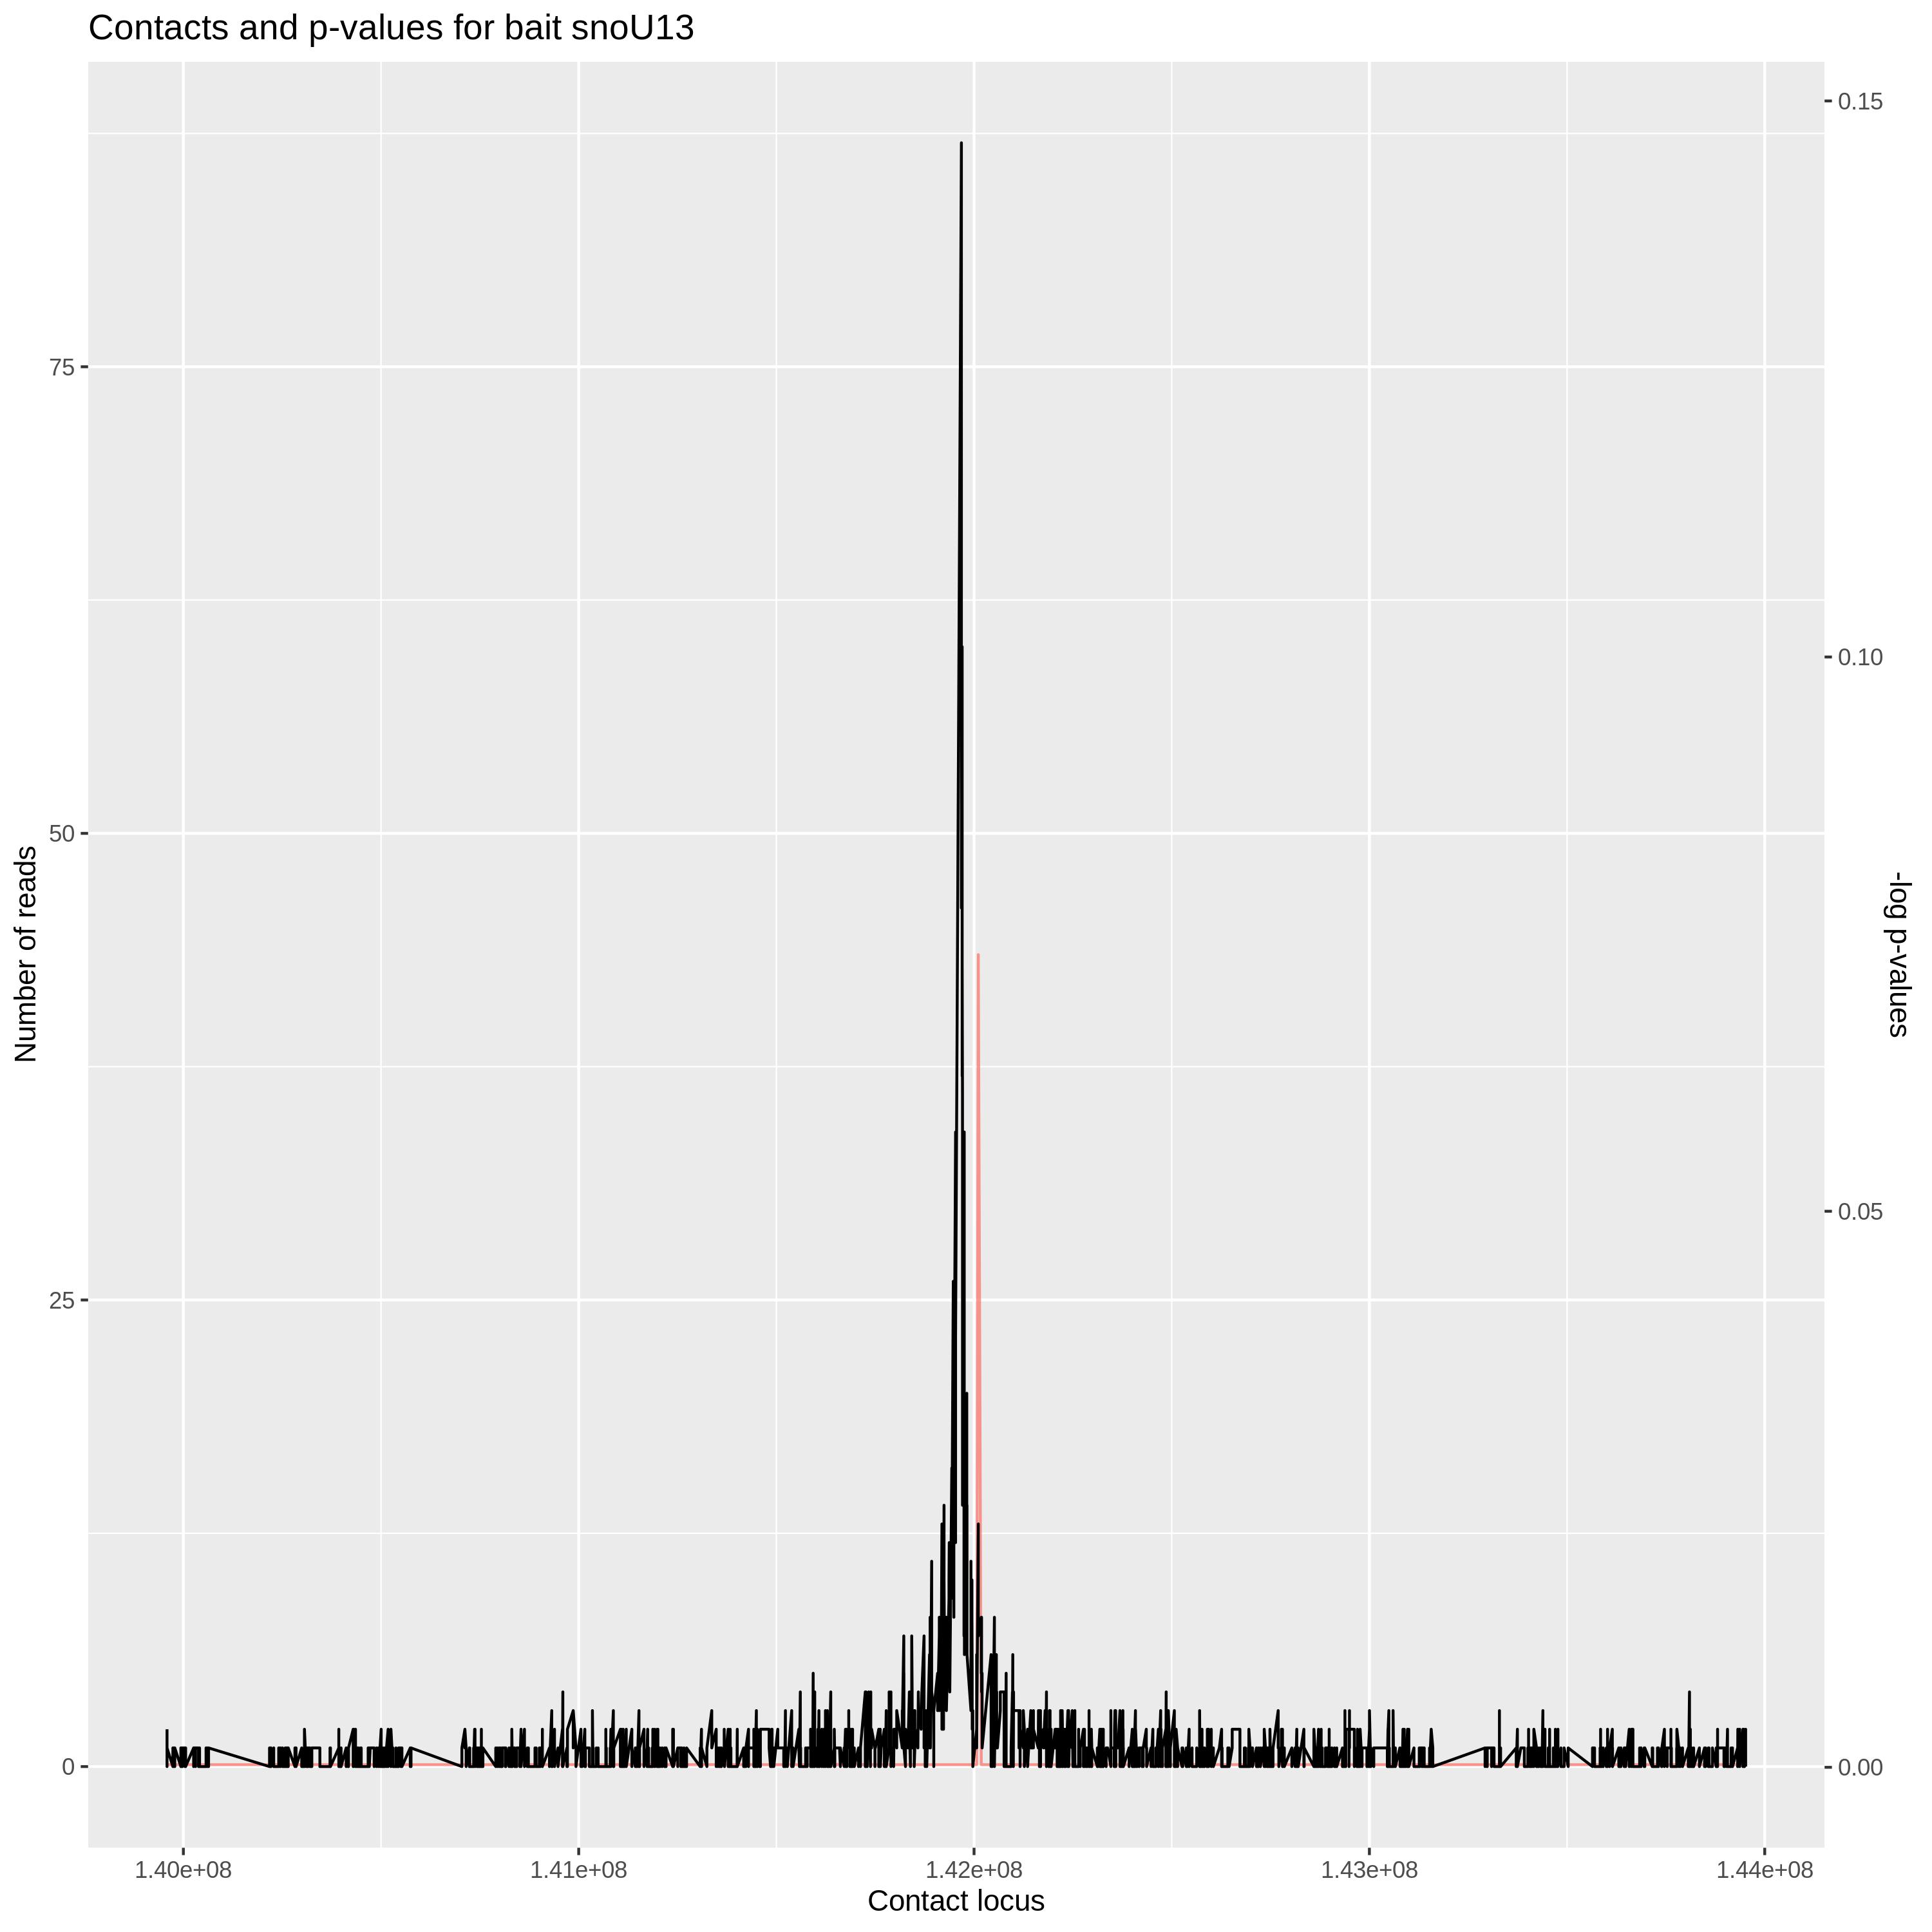 Contacts and p-values for bait snoU13
0.15
75
0.10
50
Number of reads
-log p-values
0.05
25
0
0.00
1.40e+08
1.41e+08
1.42e+08
1.43e+08
1.44e+08
Contact locus